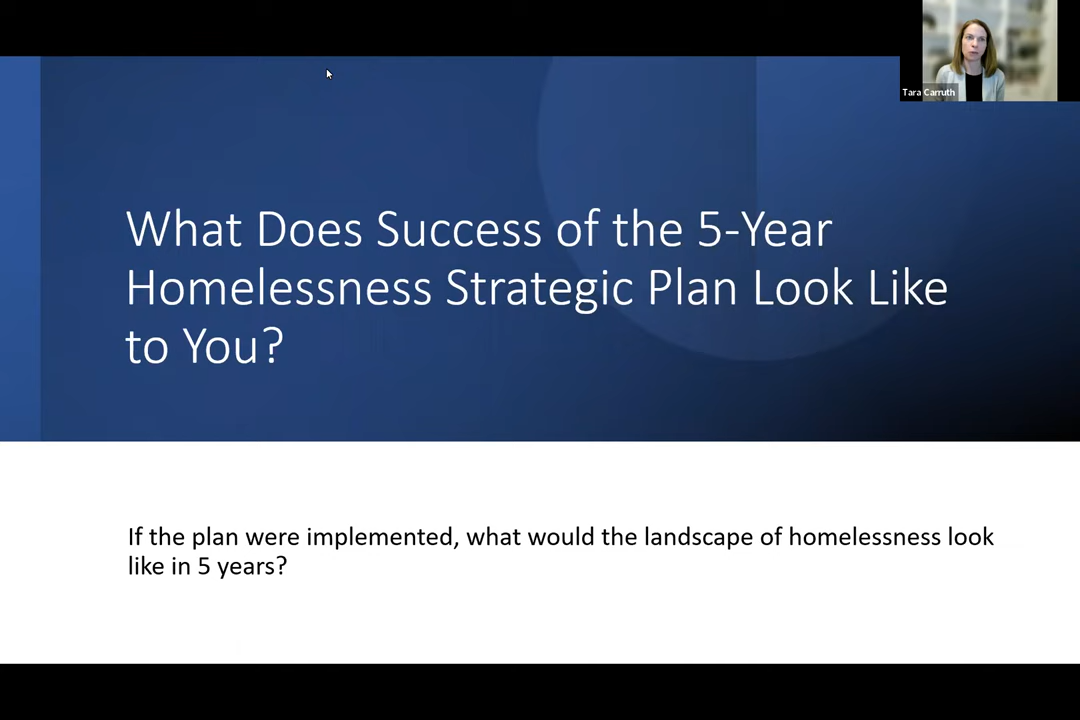 Tara Carruth
What Does Success of the 5-Year
Homelessness Strategic Plan Look Like
to You?
If the plan were implemented, what would the landscape of homelessness look
like in 5 years?